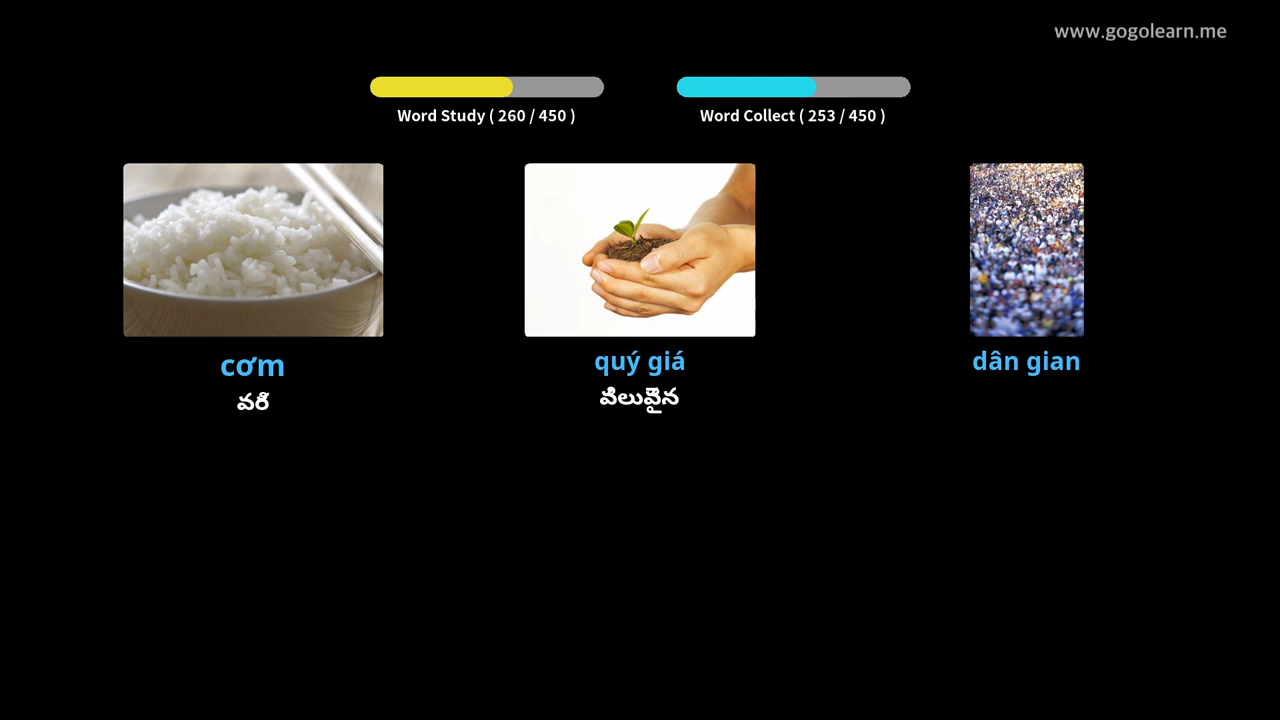 www.gogolearn.me
Word Study ( 260 / 450 )
Word Collect ( 253 / 450 )
cơm
వరి
quý giá
విలువైన
dân gian